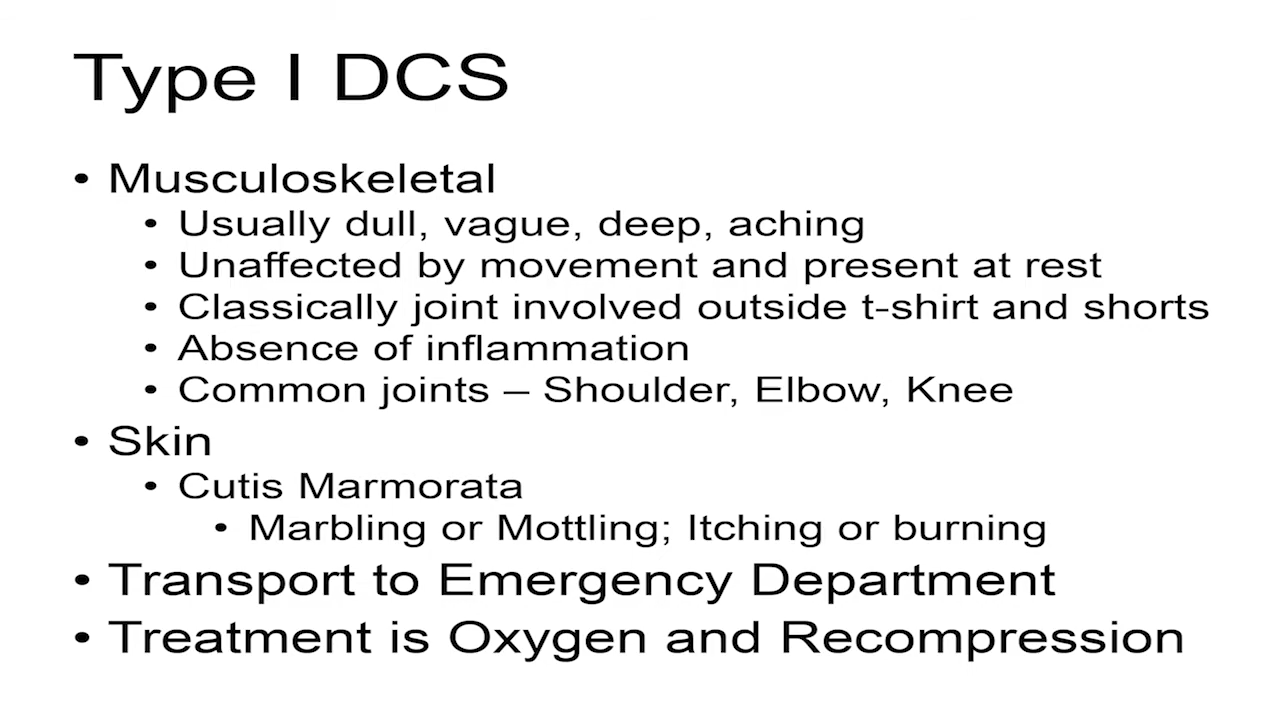 Type I DCS
• Musculoskeletal
• Usually dull, vague, deep, aching
• Unaffected by movement and present at rest
• Classically joint involved outside t-shirt and shorts
• Absence of inflammation
• Common joints – Shoulder, Elbow, Knee
• Skin
• Cutis Marmorata
• Marbling or Mottling; Itching or burning
• Transport to Emergency Department
• Treatment is Oxygen and Recompression